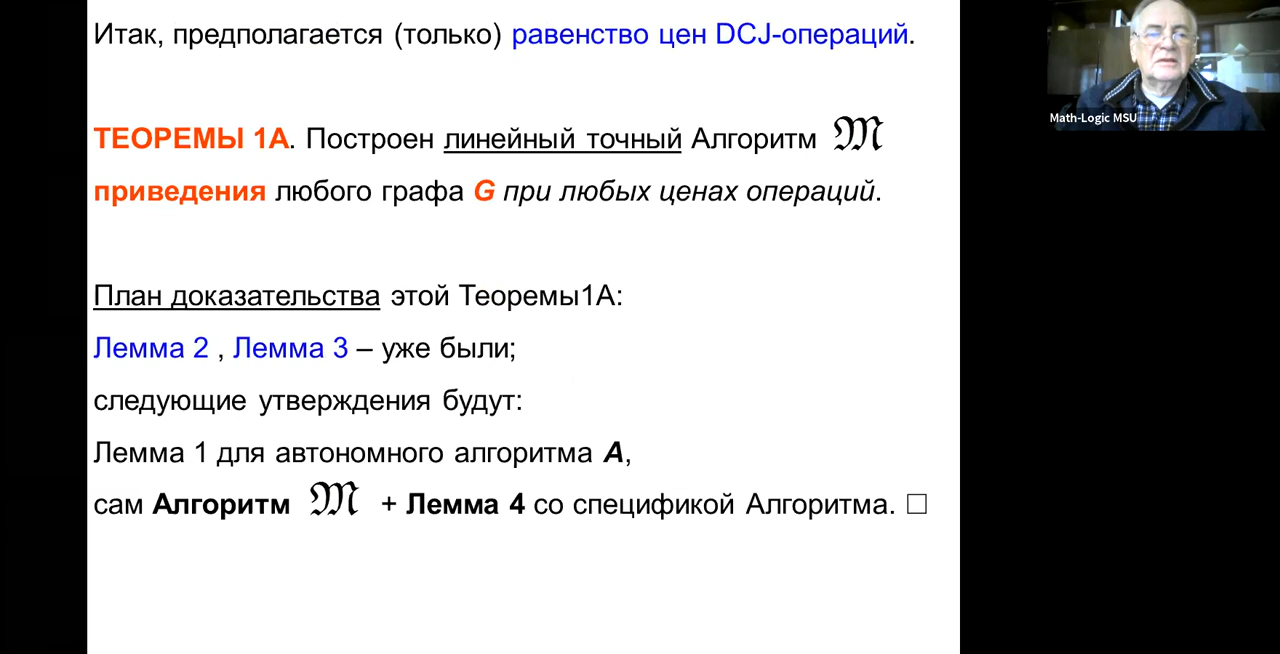 Итак, предполагается (только) равенство цен DCJ-операций.
ТЕОРЕМЫ 1А. Построен линейный точный Алгоритм 𝔐
приведения любого графа G при любых ценах операций.
План доказательства этой Теоремы1А:
Лемма 2 , Лемма 3 – уже были;
следующие утверждения будут:
Лемма 1 для автономного алгоритма A,
сам Алгоритм 𝔐 + Лемма 4 со спецификой Алгоритма. □
Math-Logic MSU